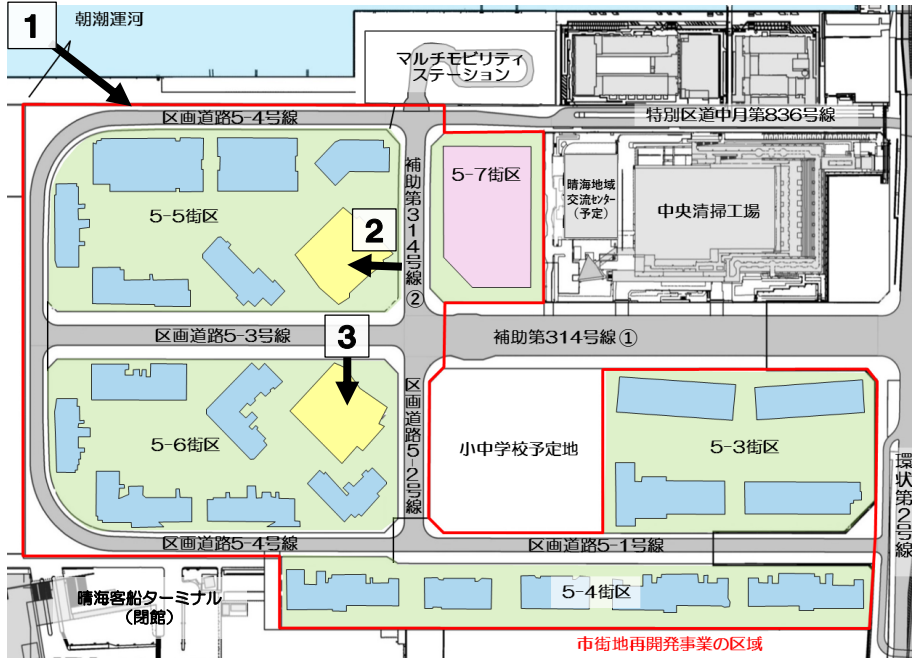 1
朝潮運河
マルチモビリティ
ステーション
区画道路5-4号線
特別区道中月第836号線
補助第314号線②
5-7街区
晴海地域
交流センター
(予定)
中央清掃工場
5-5街区
2
区画道路5-3号線
3
補助第314号線①
区画道路5-2号線
5-6街区
小中学校予定地
5-3街区
環状第2号線
区画道路5-4号線
区画道路5-1号線
晴海客船ターミナル
(閉館)
5-4街区
市街地再開発事業の区域